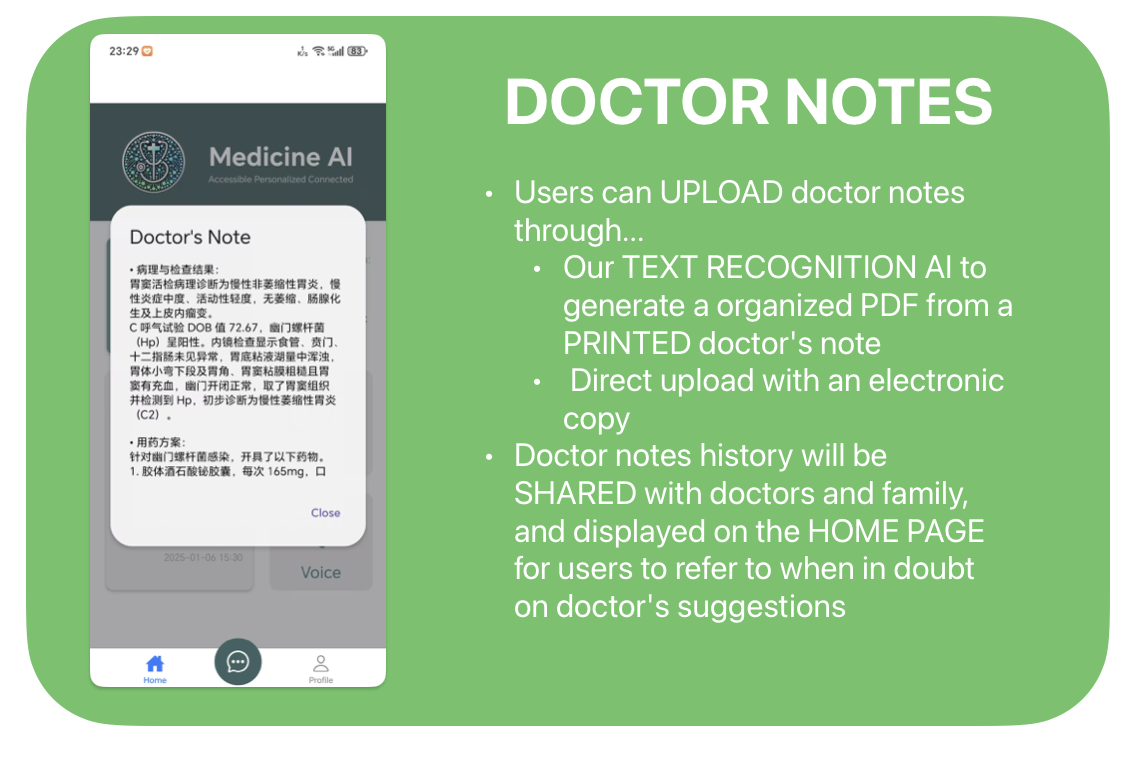 23:29
1
K/s
5G
83
Medicine AI
Accessible Personalized Connected
Doctor's Note
• 病理与检查结果：
胃窦活检病理诊断为慢性非萎缩性胃炎，慢
性炎症中度、活动性轻度，无萎缩、肠腺化
生及上皮内瘤变。
C 呼气试验 DOB 值 72.67，幽门螺杆菌
（Hp）呈阳性。内镜检查显示食管、贲门、
十二指肠未见异常，胃底粘液湖量中浑浊，
胃体小弯下段及胃角、胃窦粘膜粗糙且胃
窦有充血，幽门开闭正常，取了胃窦组织
并检测到 Hp，初步诊断为慢性萎缩性胃炎
（C2）。
• 用药方案：
针对幽门螺杆菌感染，开具了以下药物。
1. 胶体酒石酸铋胶囊，每次 165mg，口
Close
2025-01-06 15:30
Voice
Home
Profile
DOCTOR NOTES
• Users can UPLOAD doctor notes
through...
• Our TEXT RECOGNITION AI to
generate a organized PDF from a
PRINTED doctor's note
• Direct upload with an electronic
copy
• Doctor notes history will be
SHARED with doctors and family,
and displayed on the HOME PAGE
for users to refer to when in doubt
on doctor's suggestions